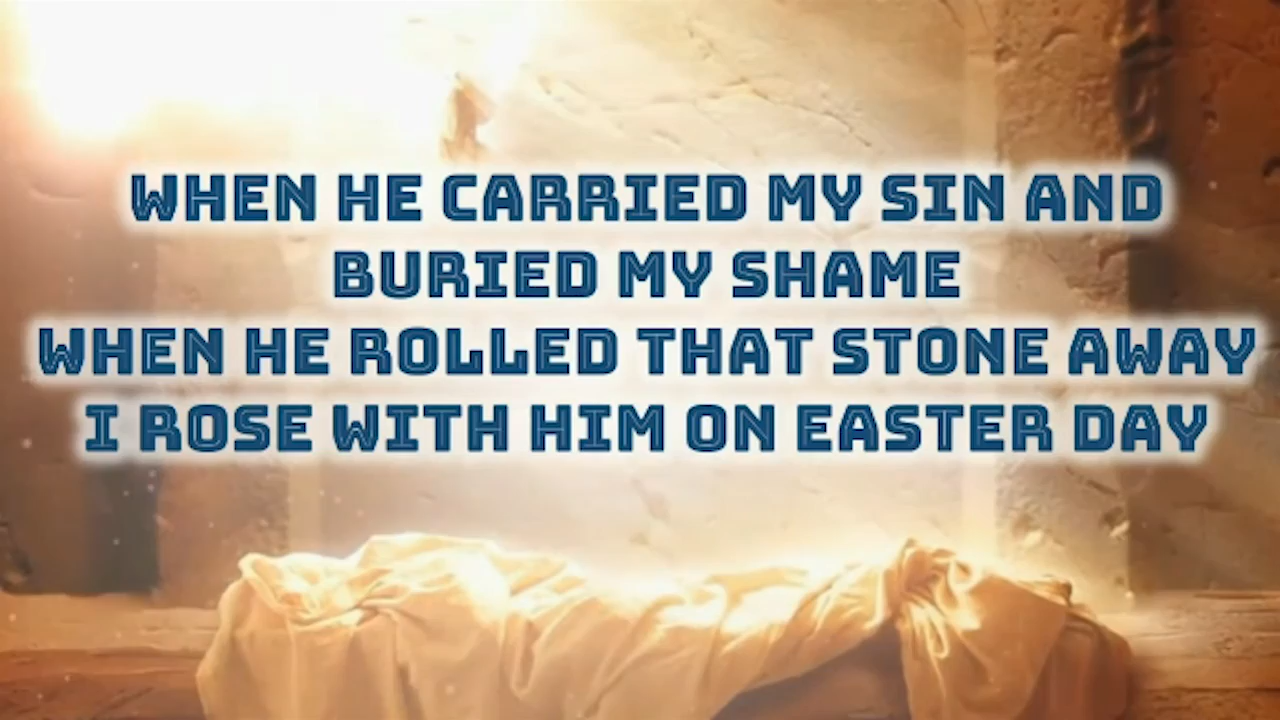 WHEN HE CARRIED MY SIN AND
BURIED MY SHAME
WHEN HE ROLLED THAT STONE AWAY
I ROSE WITH HIM ON EASTER DAY